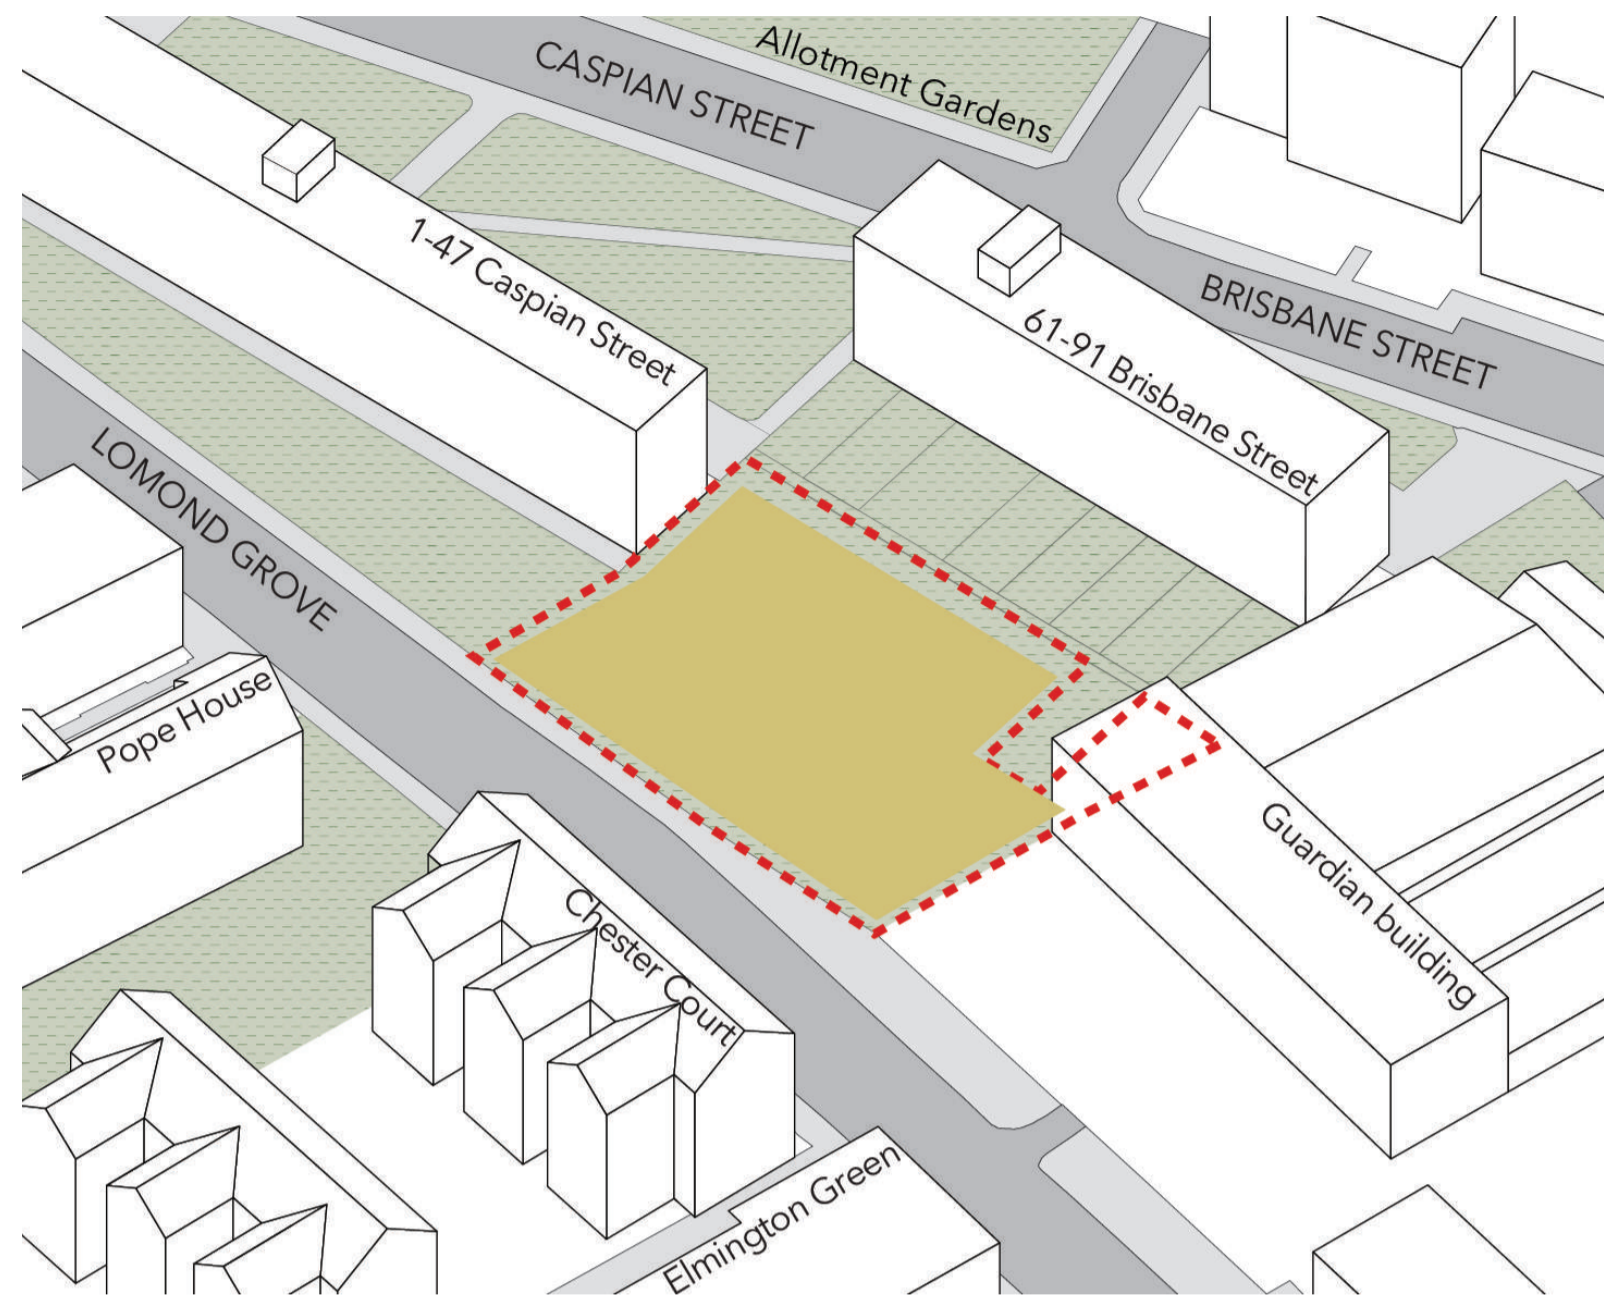 Allotment Gardens
CASPIAN STREET
1-47 Caspian Street
BRISBANE STREET
61-91 Brisbane Street
LOMOND GROVE
Pope House
Guardian building
Chester Court
Elmington Green